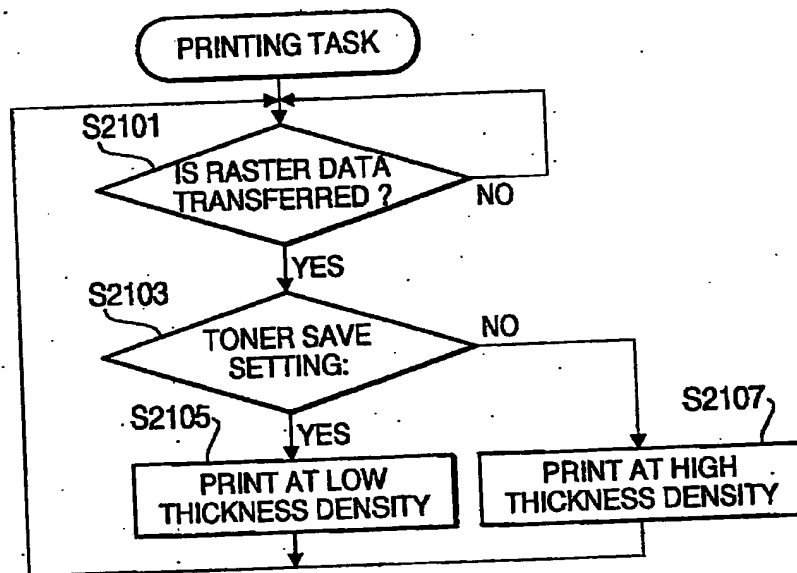 PRINTING TASK
S2101
IS RASTER DATA
TRANSFERRED ?
NO
YES
S2103
TONER SAVE
SETTING:
NO
S2105
YES
S2107
PRINT AT LOW
THICKNESS DENSITY
PRINT AT HIGH
THICKNESS DENSITY